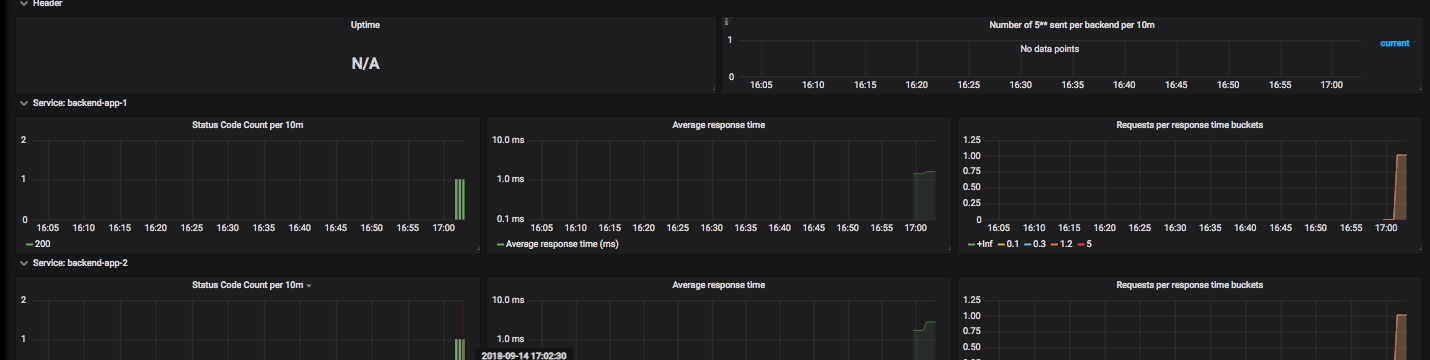 Header
Uptime
N/A
i
Number of 5** sent per backend per 10m
1
No data points
0
16:05 16:10 16:15 16:20 16:25 16:30 16:35 16:40 16:45 16:50 16:55 17:00
current
Service: backend-app-1
Status Code Count per 10m
2
1
0
16:05 16:10 16:15 16:20 16:25 16:30 16:35 16:40 16:45 16:50 16:55 17:00
200
Average response time
10.0 ms
1.0 ms
0.1 ms
16:05 16:10 16:15 16:20 16:25 16:30 16:35 16:40 16:45 16:50 16:55 17:00
Average response time (ms)
Requests per response time buckets
1.25
1.00
0.75
0.50
0.25
0
16:05 16:10 16:15 16:20 16:25 16:30 16:35 16:40 16:45 16:50 16:55 17:00
+Inf 0.1 0.3 1.2 5
Service: backend-app-2
Status Code Count per 10m
2
1
Average response time
10.0 ms
1.0 ms
2018-09-14 17:02:30
Requests per response time buckets
1.25
1.00
0.75
0.50